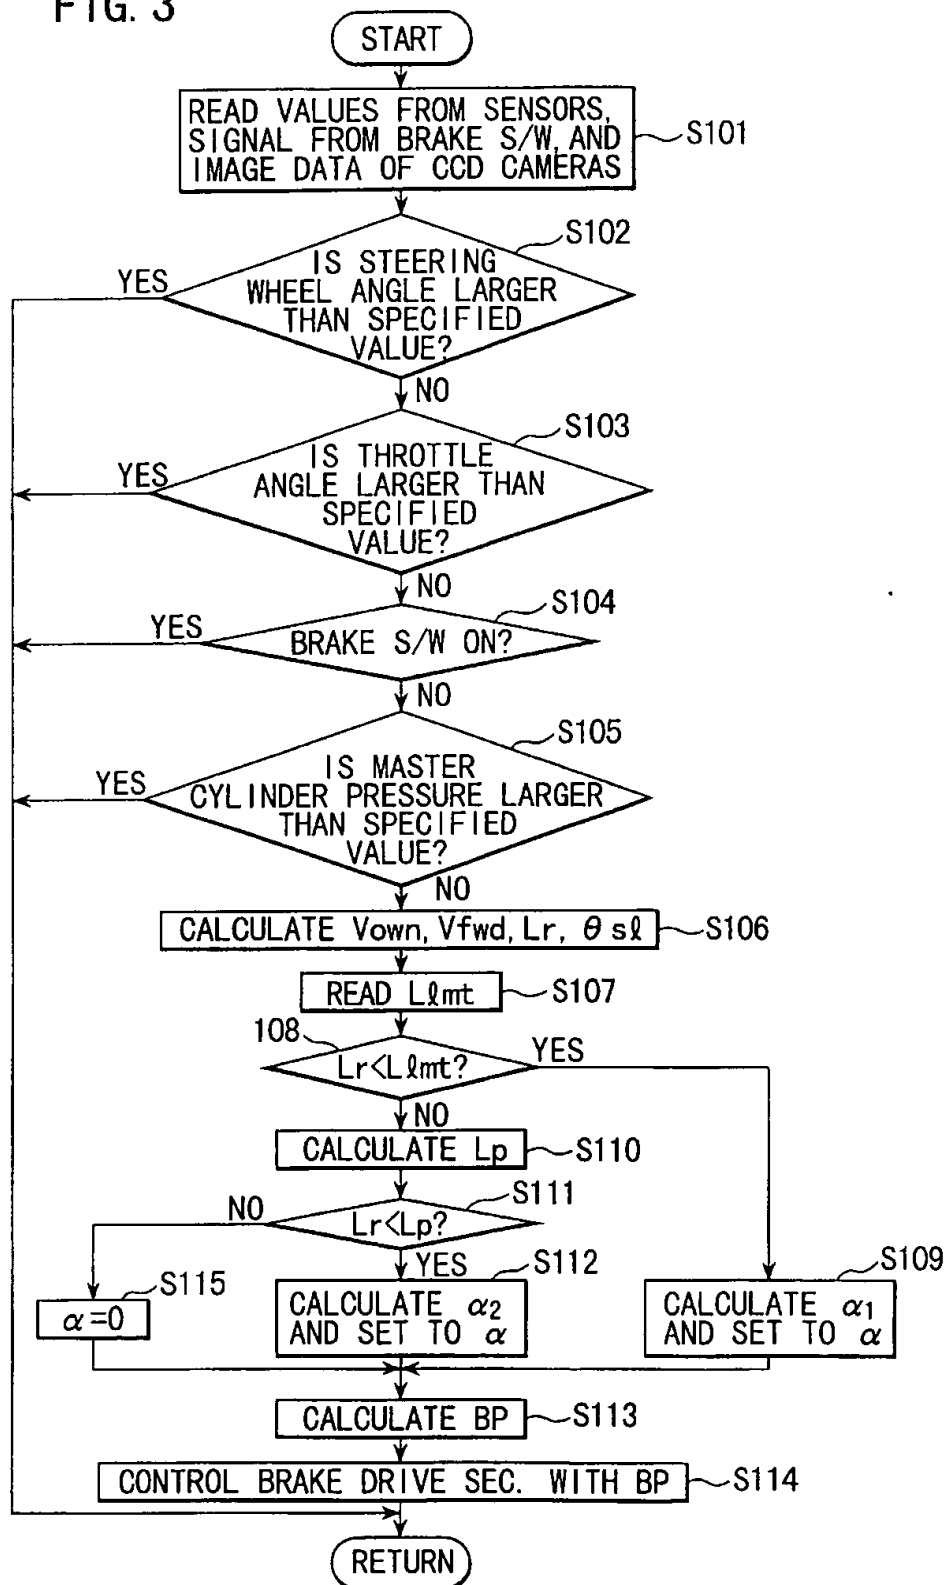 FIG. 3
START
READ VALUES FROM SENSORS,
SIGNAL FROM BRAKE S/W, AND
IMAGE DATA OF CCD CAMERAS
S101
S102
IS STEERING
WHEEL ANGLE LARGER
THAN SPECIFIED
VALUE?
YES
NO
S103
IS THROTTLE
ANGLE LARGER THAN
SPECIFIED
VALUE?
YES
NO
S104
BRAKE S/W ON?
YES
NO
S105
IS MASTER
CYLINDER PRESSURE LARGER
THAN SPECIFIED
VALUE?
YES
NO
CALCULATE Vown, Vfwd, Lr, θsℓ
S106
READ Lℓmt
S107
108
Lr<Lℓmt?
YES
NO
CALCULATE Lp
S110
S111
Lr<Lp?
NO
YES
S115
α=0
S112
CALCULATE α2
AND SET TO α
S109
CALCULATE α1
AND SET TO α
CALCULATE BP
S113
CONTROL BRAKE DRIVE SEC. WITH BP
S114
RETURN